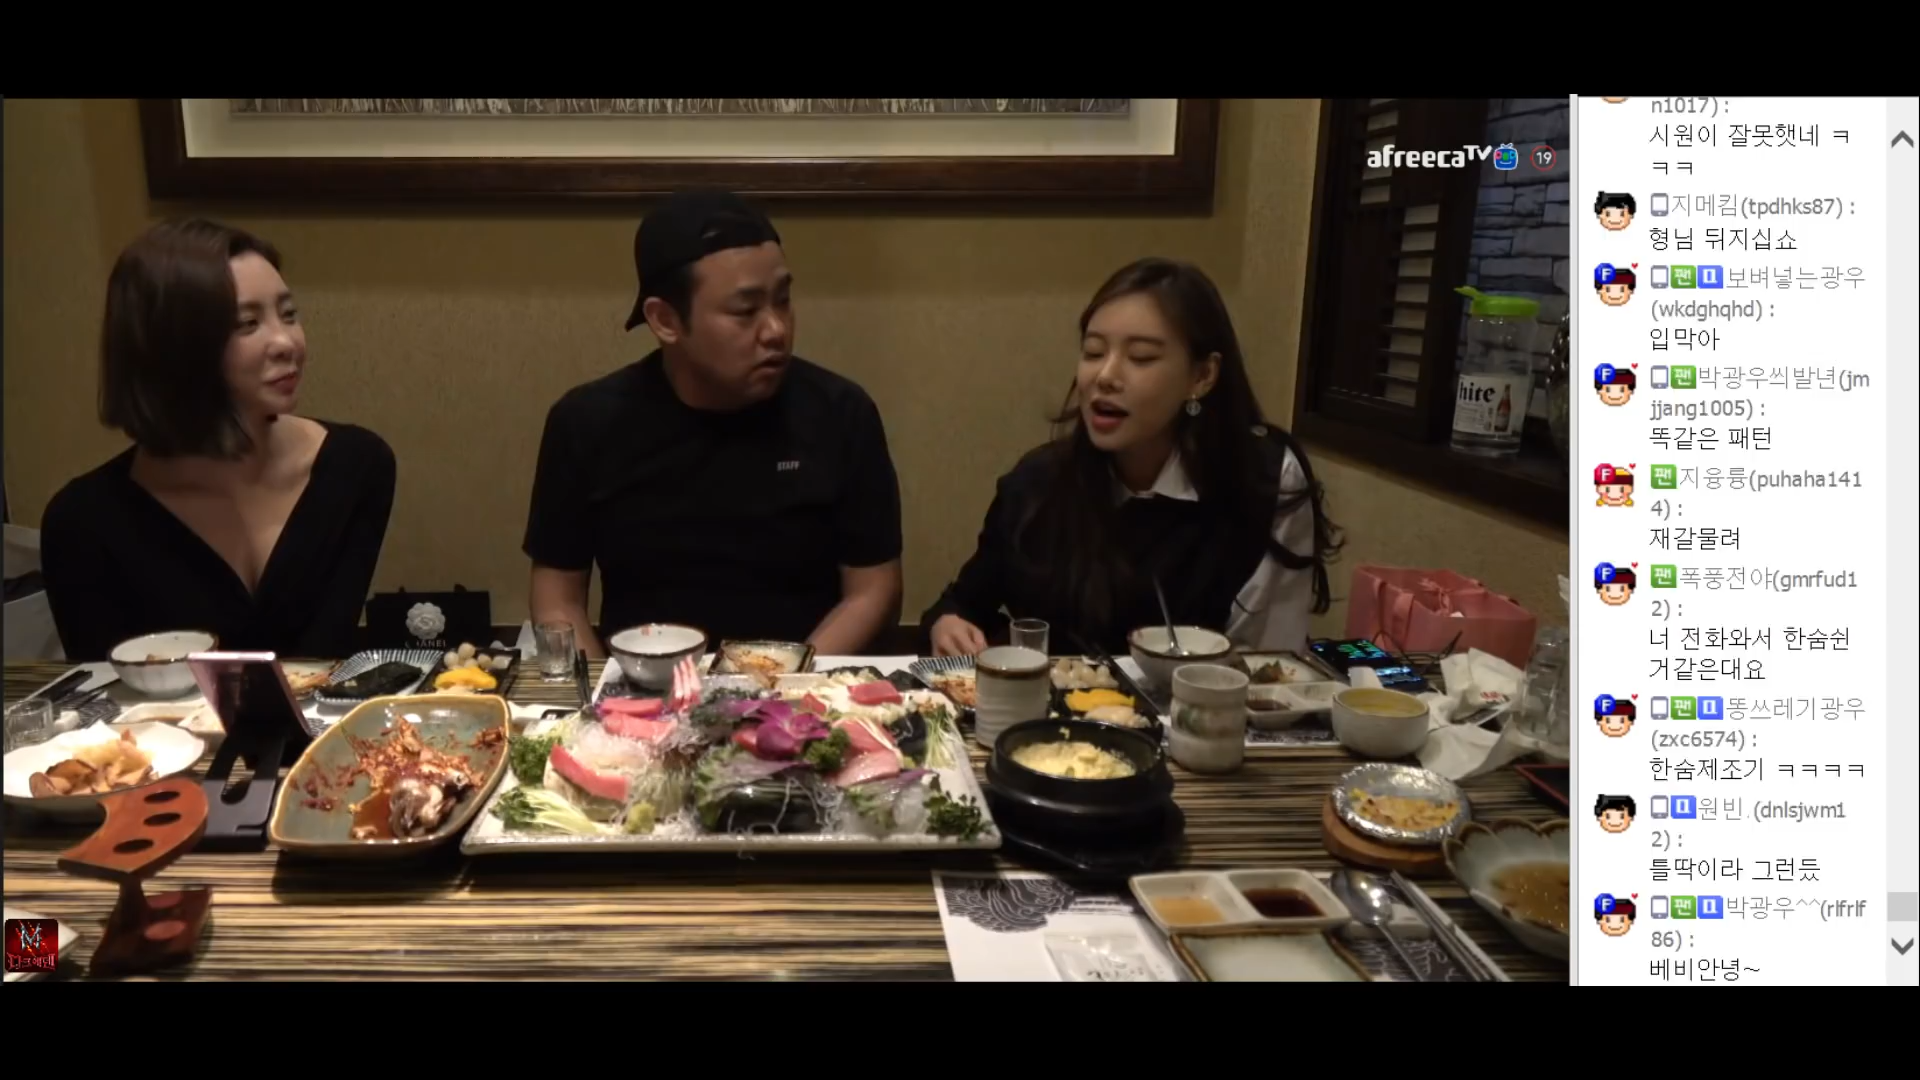 afreecaTV 19
STAFF
hite
n1017) :
시원이 잘못햇네 ㅋ
ㅋㅋ
지메킴(tpdhks87) :
형님 뒤지십쇼
팬 보벼넣는광우
(wkdghqhd) :
입막아
팬 박광우씌발년(jm
jjang1005) :
똑같은 패턴
팬 지융륭(puhaha141
4) :
재갈물려
팬 폭풍전야(gmrfud1
2) :
너 전화와서 한숨쉰
거같은대요
팬 똥쓰레기광우
(zxc6574) :
한숨제조기 ㅋㅋㅋㅋ
원빈.(dnlsjwm1
2) :
틀딱이라 그런듰
팬 박광우^^(rlfrlf
86) :
베비안녕~